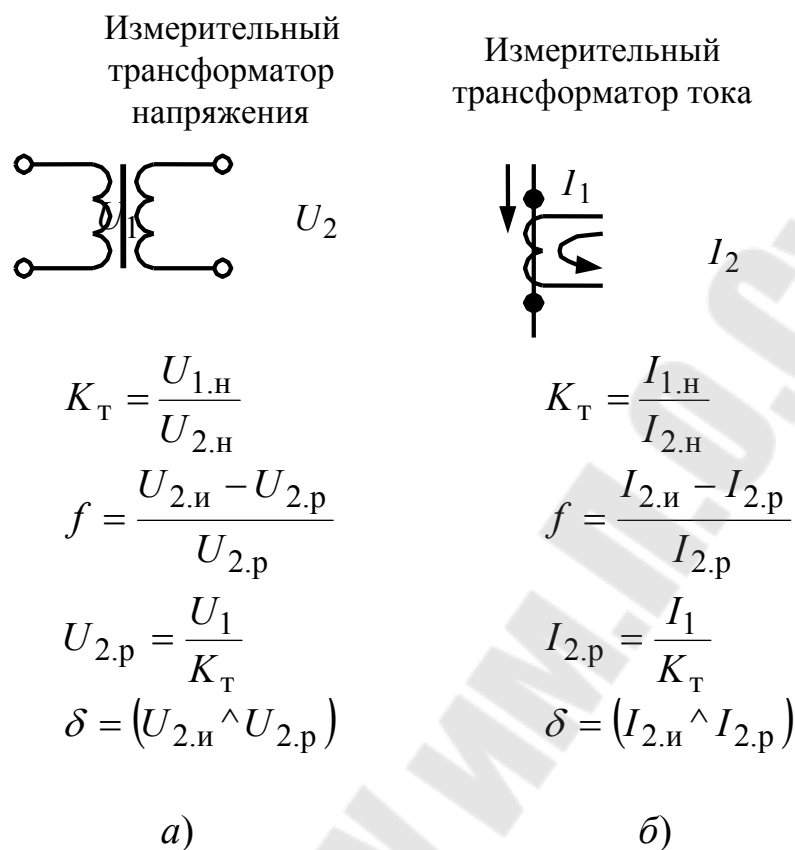 Измерительный
трансформатор
напряжения
U₁
U₂
Kт = U1.н / U2.н
f = (U2.и − U2.р) / U2.р
U2.р = U₁ / Kт
δ = (U2.и ^ U2.р)
а)
Измерительный
трансформатор тока
I₁
I₂
Kт = I1.н / I2.н
f = (I2.и − I2.р) / I2.р
I2.р = I₁ / Kт
δ = (I2.и ^ I2.р)
б)